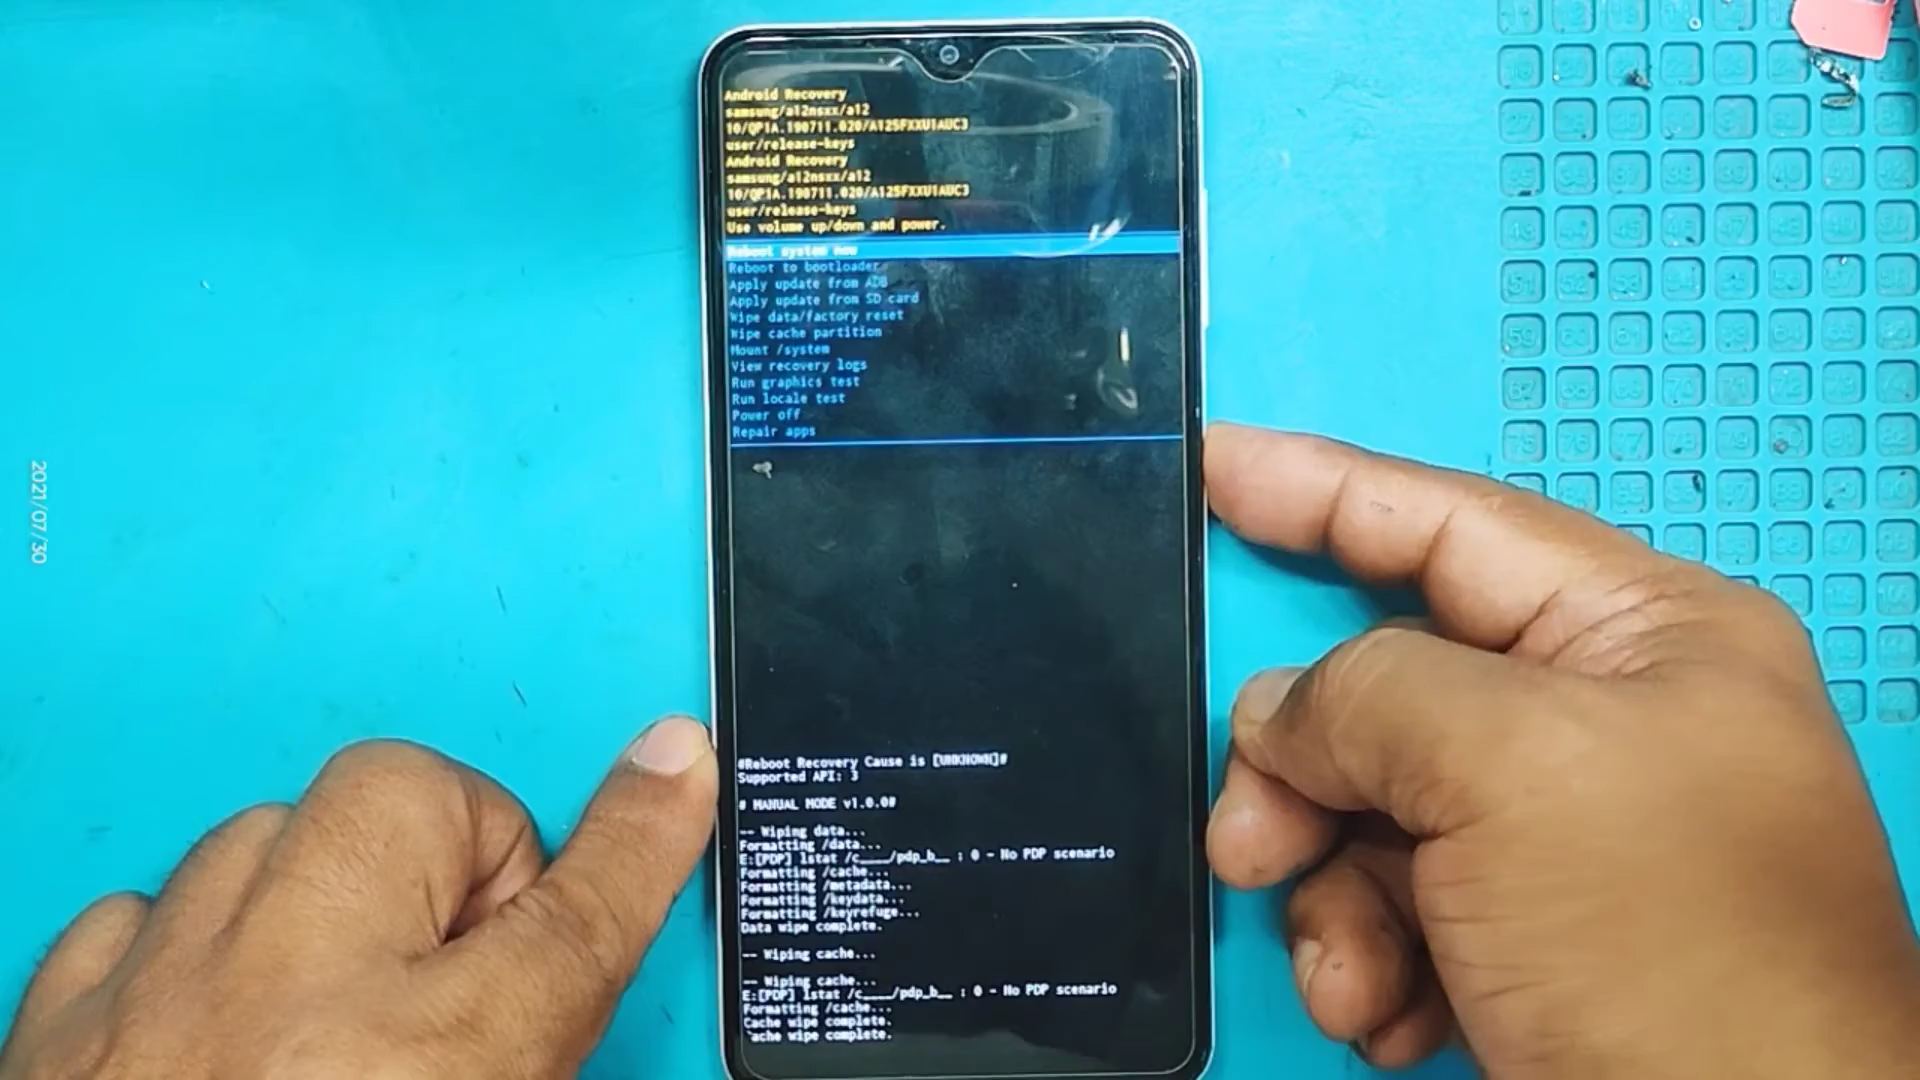 Android Recovery
samsung/a12nsxx/a12
10/QP1A.190711.020/A125FXXU1AUC3
user/release-keys
Android Recovery
samsung/a12nsxx/a12
10/QP1A.190711.020/A125FXXU1AUC3
user/release-keys
Use volume up/down and power.
Reboot system now
Reboot to bootloader
Apply update from ADB
Apply update from SD card
Wipe data/factory reset
Wipe cache partition
Mount /system
View recovery logs
Run graphics test
Run locale test
Power off
Repair apps
#Reboot Recovery Cause is [UNKNOWN]#
Supported API: 3
# MANUAL MODE v1.0.0#
-- Wiping data...
Formatting /data...
E:[PDP] lstat /c____/pdp_b__ : 0 - No PDP scenario
Formatting /cache...
Formatting /metadata...
Formatting /keydata...
Formatting /keyrefuge...
Data wipe complete.
-- Wiping cache...
-- Wiping cache...
E:[PDP] lstat /c____/pdp_b__ : 0 - No PDP scenario
Formatting /cache...
Cache wipe complete.
ache wipe complete.
2021/07/30